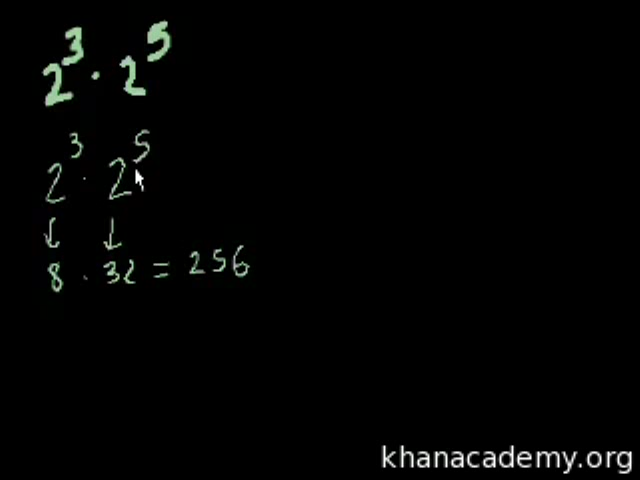 2³ · 2⁵
2³ · 2⁵
↓ ↓
8 · 32 = 256
khanacademy.org